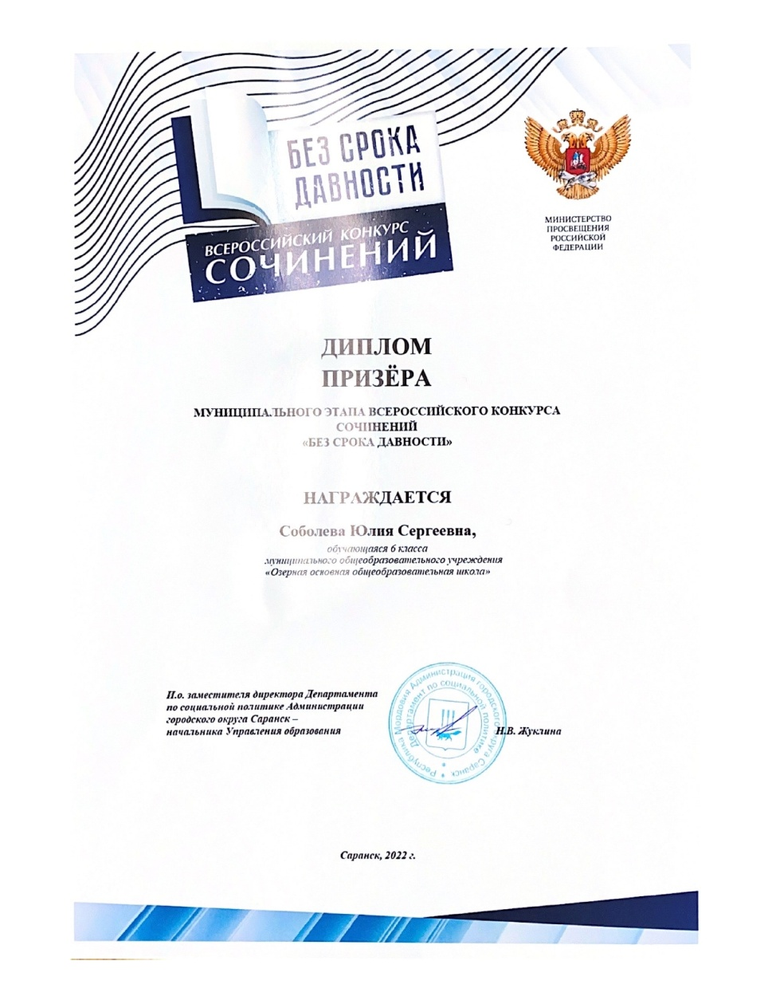 БЕЗ СРОКА
ДАВНОСТИ
ВСЕРОССИЙСКИЙ КОНКУРС
СОЧИНЕНИЙ
МИНИСТЕРСТВО
ПРОСВЕЩЕНИЯ
РОССИЙСКОЙ
ФЕДЕРАЦИИ
ДИПЛОМ
ПРИЗЁРА
МУНИЦИПАЛЬНОГО ЭТАПА ВСЕРОССИЙСКОГО КОНКУРСА
СОЧИНЕНИЙ
«БЕЗ СРОКА ДАВНОСТИ»
НАГРАЖДАЕТСЯ
Соболева Юлия Сергеевна,
обучающаяся 6 класса
муниципального общеобразовательного учреждения
«Озерная основная общеобразовательная школа»
И.о. заместителя директора Департамента
по социальной политике Администрации
городского округа Саранск –
начальника Управления образования
Республика Мордовия Администрация городского округа Саранск
Департамент по социальной политике
Н.В. Жуклина
Саранск, 2022 г.